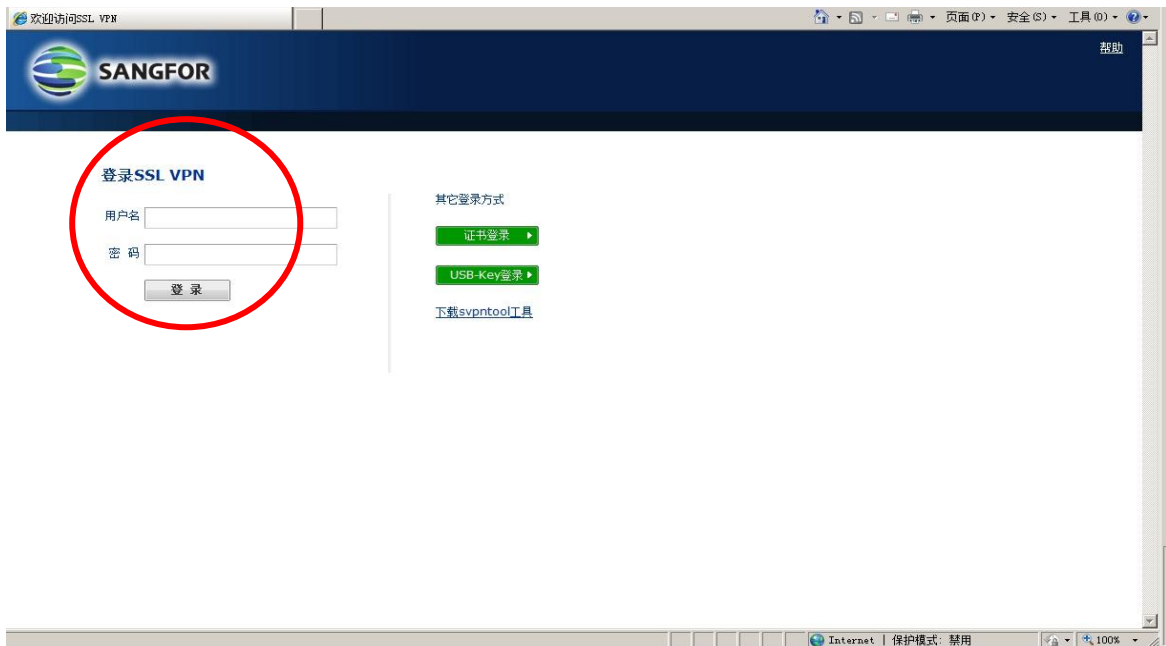 欢迎访问SSL VPN
页面(P) 安全(S) 工具(O)
帮助
SANGFOR
登录SSL VPN
用户名
密 码
登 录
其它登录方式
证书登录
USB-Key登录
下载svpntool工具
Internet | 保护模式: 禁用
100%